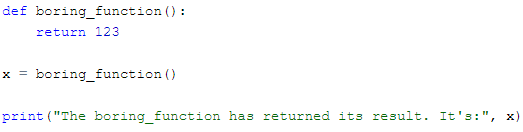 def boring_function():
    return 123

x = boring_function()

print("The boring_function has returned its result. It's:", x)